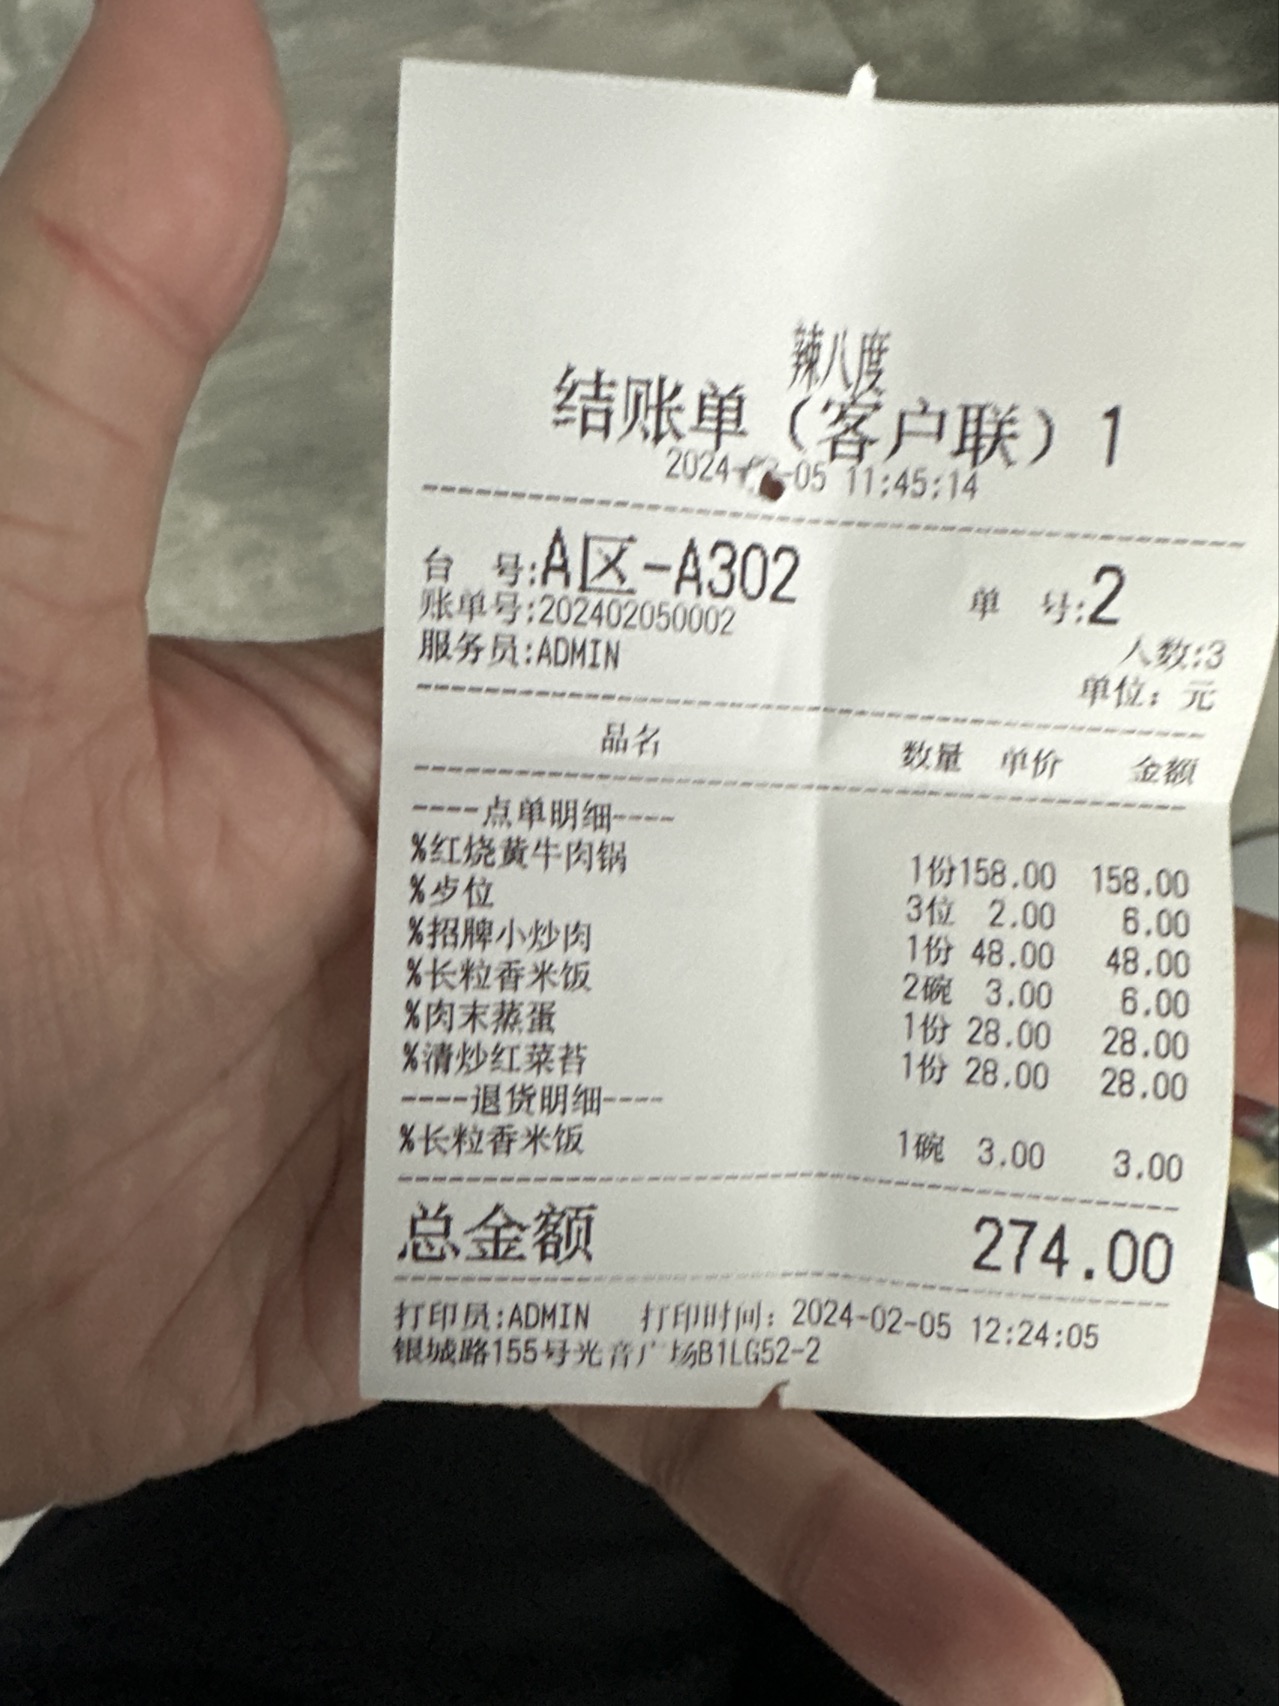 辣八度
结账单（客户联）1
2024- -05 11:45:14
台 号:A区-A302 单 号:2
账单号:202402050002
人数:3
服务员:ADMIN
单位：元
品名 数量 单价 金额
----点单明细----
%红烧黄牛肉锅 1份158.00 158.00
%歺位 3位 2.00 6.00
%招牌小炒肉 1份 48.00 48.00
%长粒香米饭 2碗 3.00 6.00
%肉末蒸蛋 1份 28.00 28.00
%清炒红菜苔 1份 28.00 28.00
----退货明细----
%长粒香米饭 1碗 3.00 3.00
总金额 274.00
打印员:ADMIN 打印时间：2024-02-05 12:24:05
银城路155号光音广场B1LG52-2